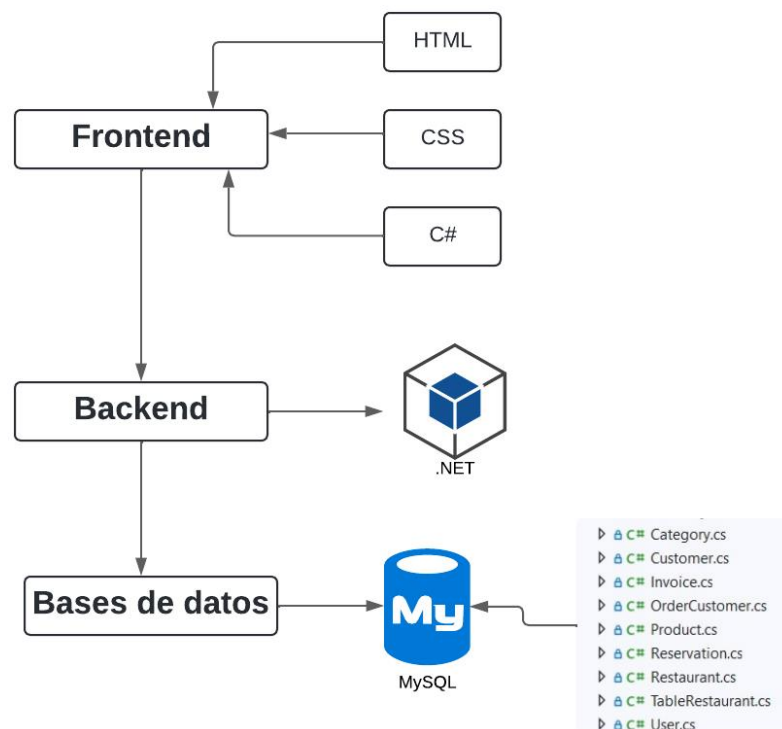 HTML
Frontend
CSS
C#
Backend
.NET
Bases de datos
My
MySQL
C# Category.cs
C# Customer.cs
C# Invoice.cs
C# OrderCustomer.cs
C# Product.cs
C# Reservation.cs
C# Restaurant.cs
C# TableRestaurant.cs
C# User.cs